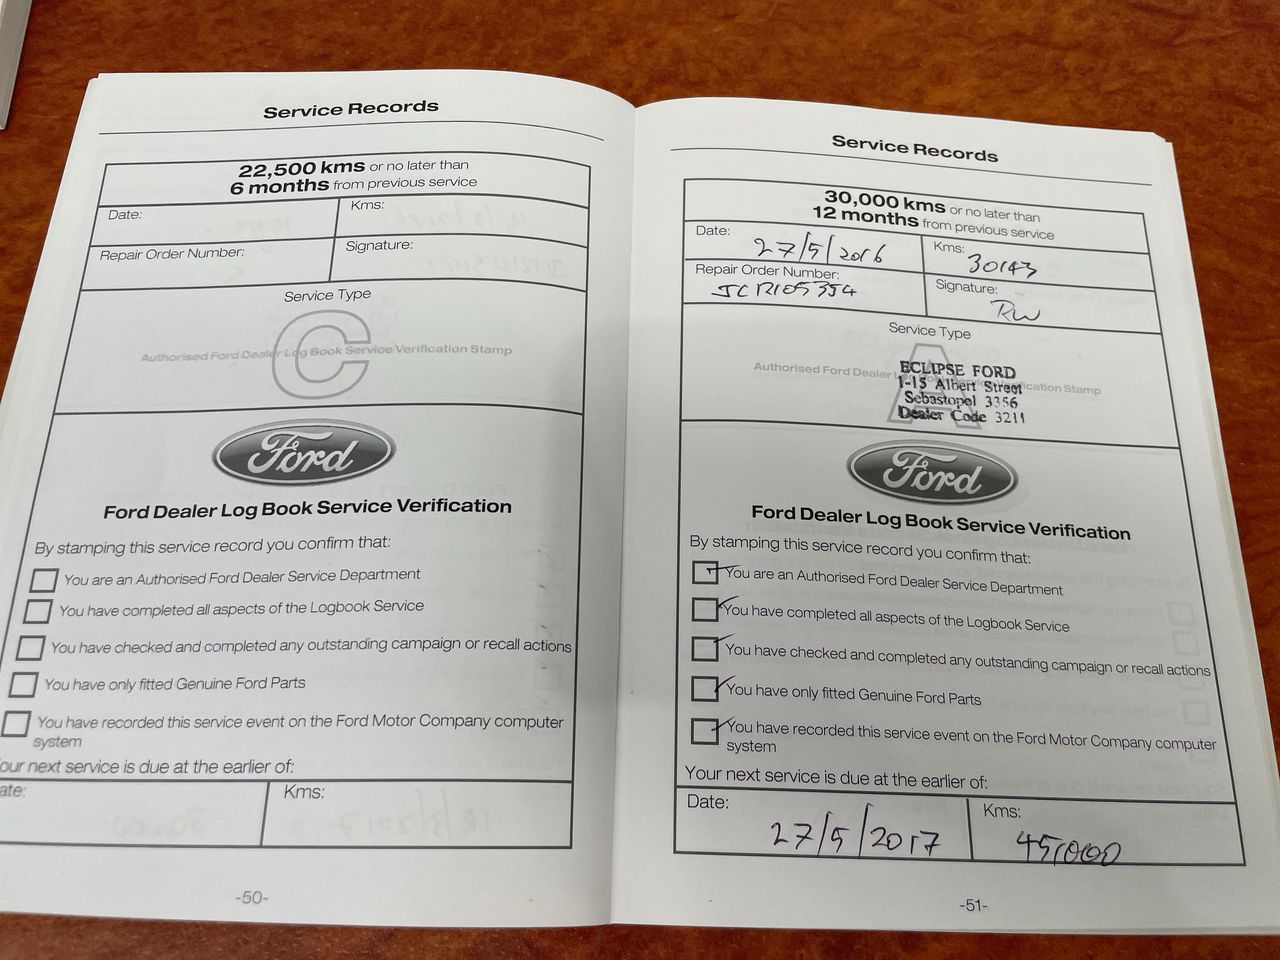 Service Records
22,500 kms or no later than
6 months from previous service
Date:
Kms:
Repair Order Number:
Signature:
Service Type
C
Authorised Ford Dealer Log Book Service Verification Stamp
Ford
Ford Dealer Log Book Service Verification
By stamping this service record you confirm that:
You are an Authorised Ford Dealer Service Department
You have completed all aspects of the Logbook Service
You have checked and completed any outstanding campaign or recall actions
You have only fitted Genuine Ford Parts
You have recorded this service event on the Ford Motor Company computer
system
our next service is due at the earlier of:
ate:
Kms:
-50-
Service Records
30,000 kms or no later than
12 months from previous service
Date: 27/5/2016
Kms: 30143
Repair Order Number:
JCR105354
Signature:
RW
Service Type
A
Authorised Ford Dealer Verification Stamp
ECLIPSE FORD
1-15 Albert Street
Sebastopol 3356
Dealer Code 3211
Ford
Ford Dealer Log Book Service Verification
By stamping this service record you confirm that:
You are an Authorised Ford Dealer Service Department
You have completed all aspects of the Logbook Service
You have checked and completed any outstanding campaign or recall actions
You have only fitted Genuine Ford Parts
You have recorded this service event on the Ford Motor Company computer
system
Your next service is due at the earlier of:
Date:
27/5/2017
Kms:
45,000
-51-